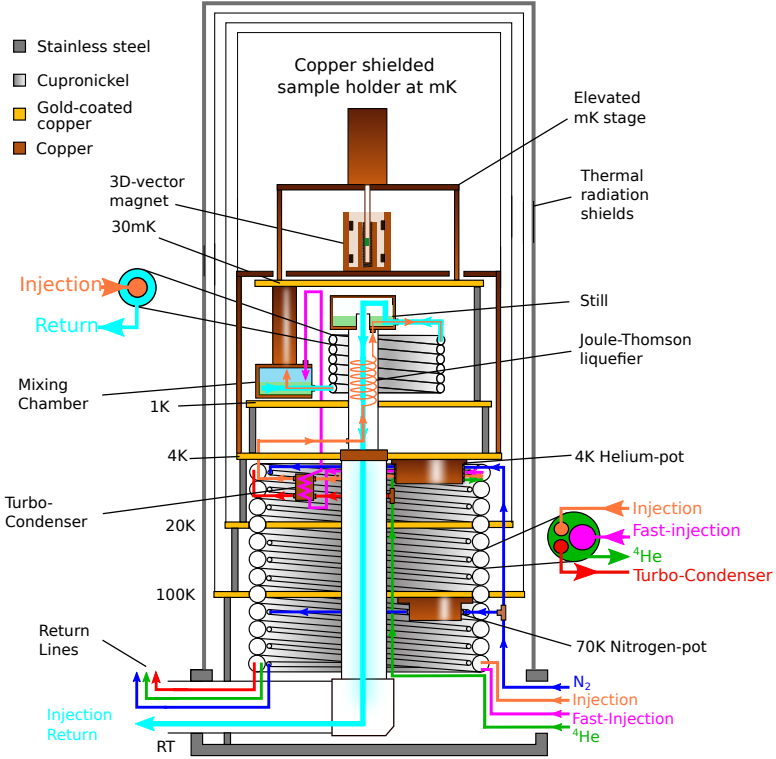 Stainless steel
Cupronickel
Gold-coated
copper
Copper
Copper shielded
sample holder at mK
Elevated
mK stage
3D-vector
magnet
Thermal
radiation
shields
30mK
Injection
Return
Still
Joule-Thomson
liquefier
Mixing
Chamber
1K
4K
4K Helium-pot
Turbo-
Condenser
20K
Injection
Fast-injection
⁴He
Turbo-Condenser
100K
Return
Lines
70K Nitrogen-pot
N₂
Injection
Fast-Injection
⁴He
Injection
Return
RT